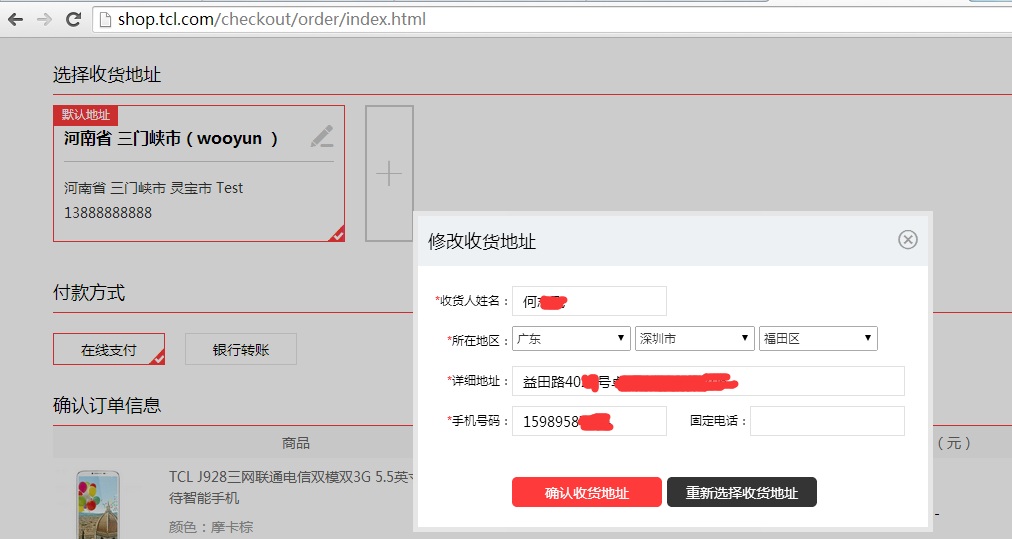 shop.tcl.com/checkout/order/index.html
选择收货地址
默认地址
河南省 三门峡市（wooyun ）
河南省 三门峡市 灵宝市 Test
13888888888
修改收货地址
*收货人姓名： 何
*所在地区： 广东 深圳市 福田区
*详细地址： 益田路40 号
*手机号码： 1598958 固定电话：
确认收货地址 重新选择收货地址
付款方式
在线支付 银行转账
确认订单信息
商品 （元）
TCL J928三网联通电信双模双3G 5.5英寸
待智能手机
颜色：摩卡棕
-